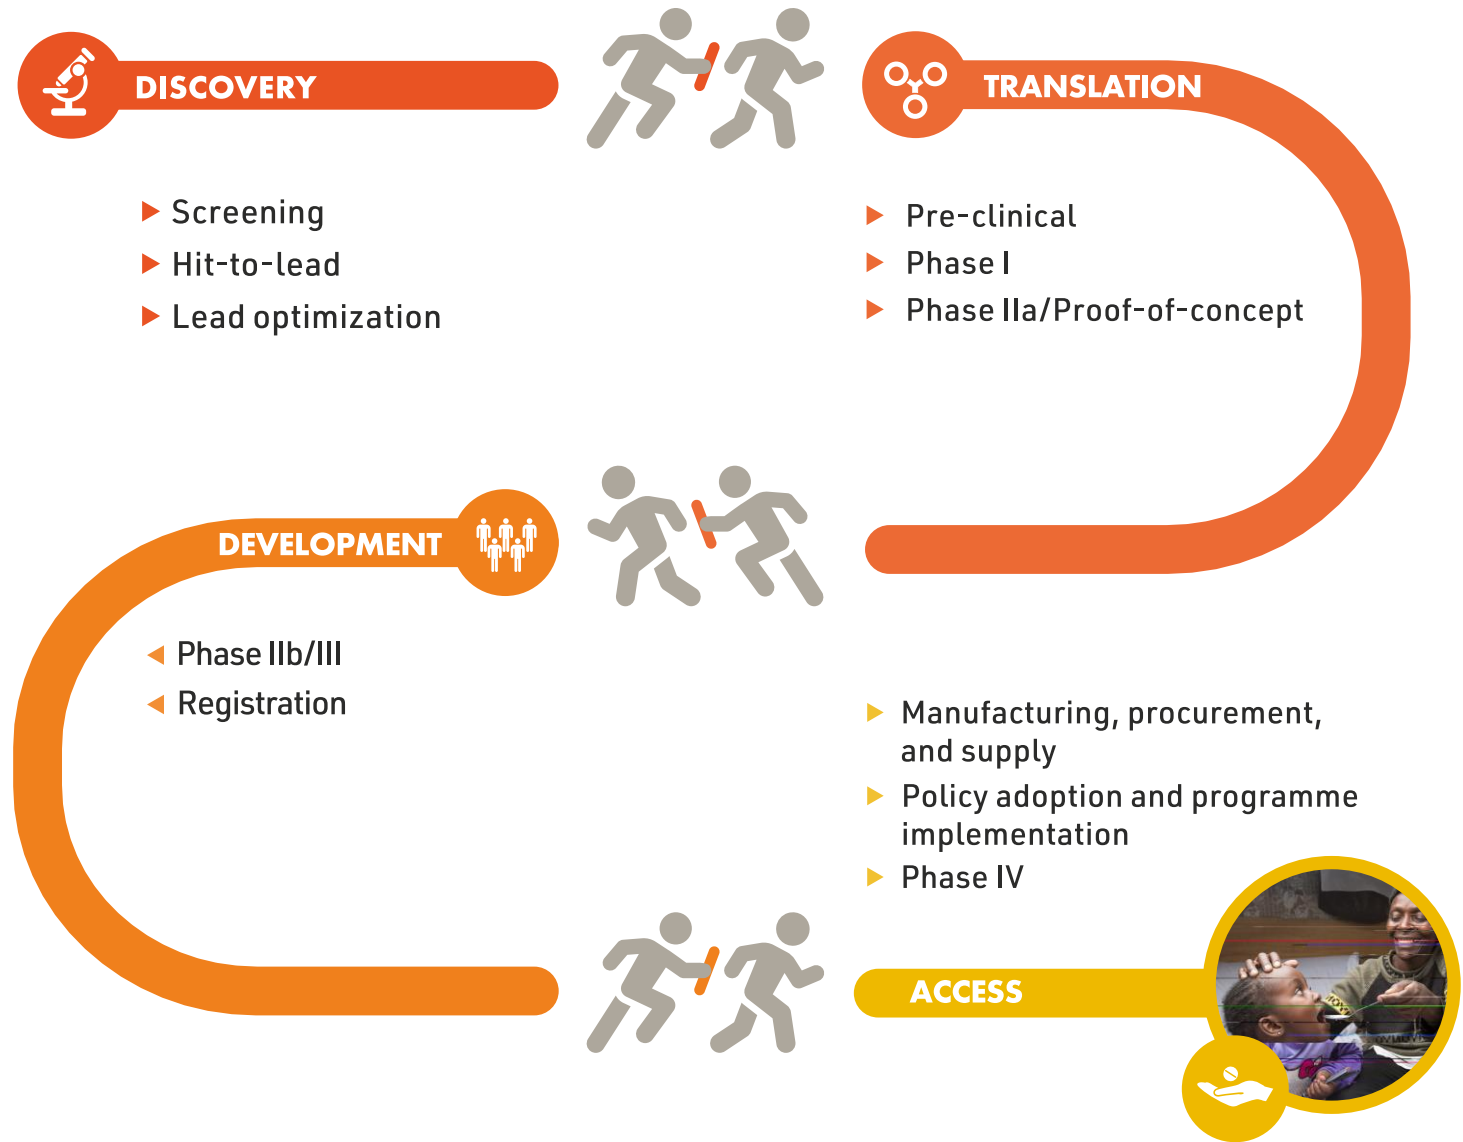 DISCOVERY
Screening
Hit-to-lead
Lead optimization
TRANSLATION
Pre-clinical
Phase I
Phase IIa/Proof-of-concept
DEVELOPMENT
Phase IIb/III
Registration
Manufacturing, procurement,
and supply
Policy adoption and programme
implementation
Phase IV
ACCESS